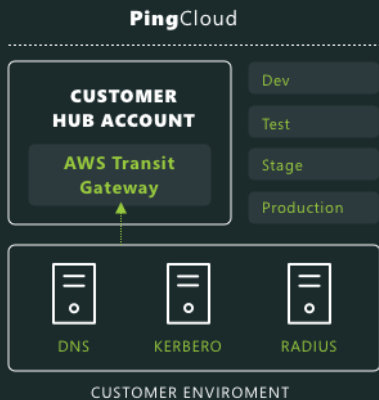 PingCloud
CUSTOMER
HUB ACCOUNT
AWS Transit
Gateway
Dev
Test
Stage
Production
DNS
KERBERO
RADIUS
CUSTOMER ENVIROMENT